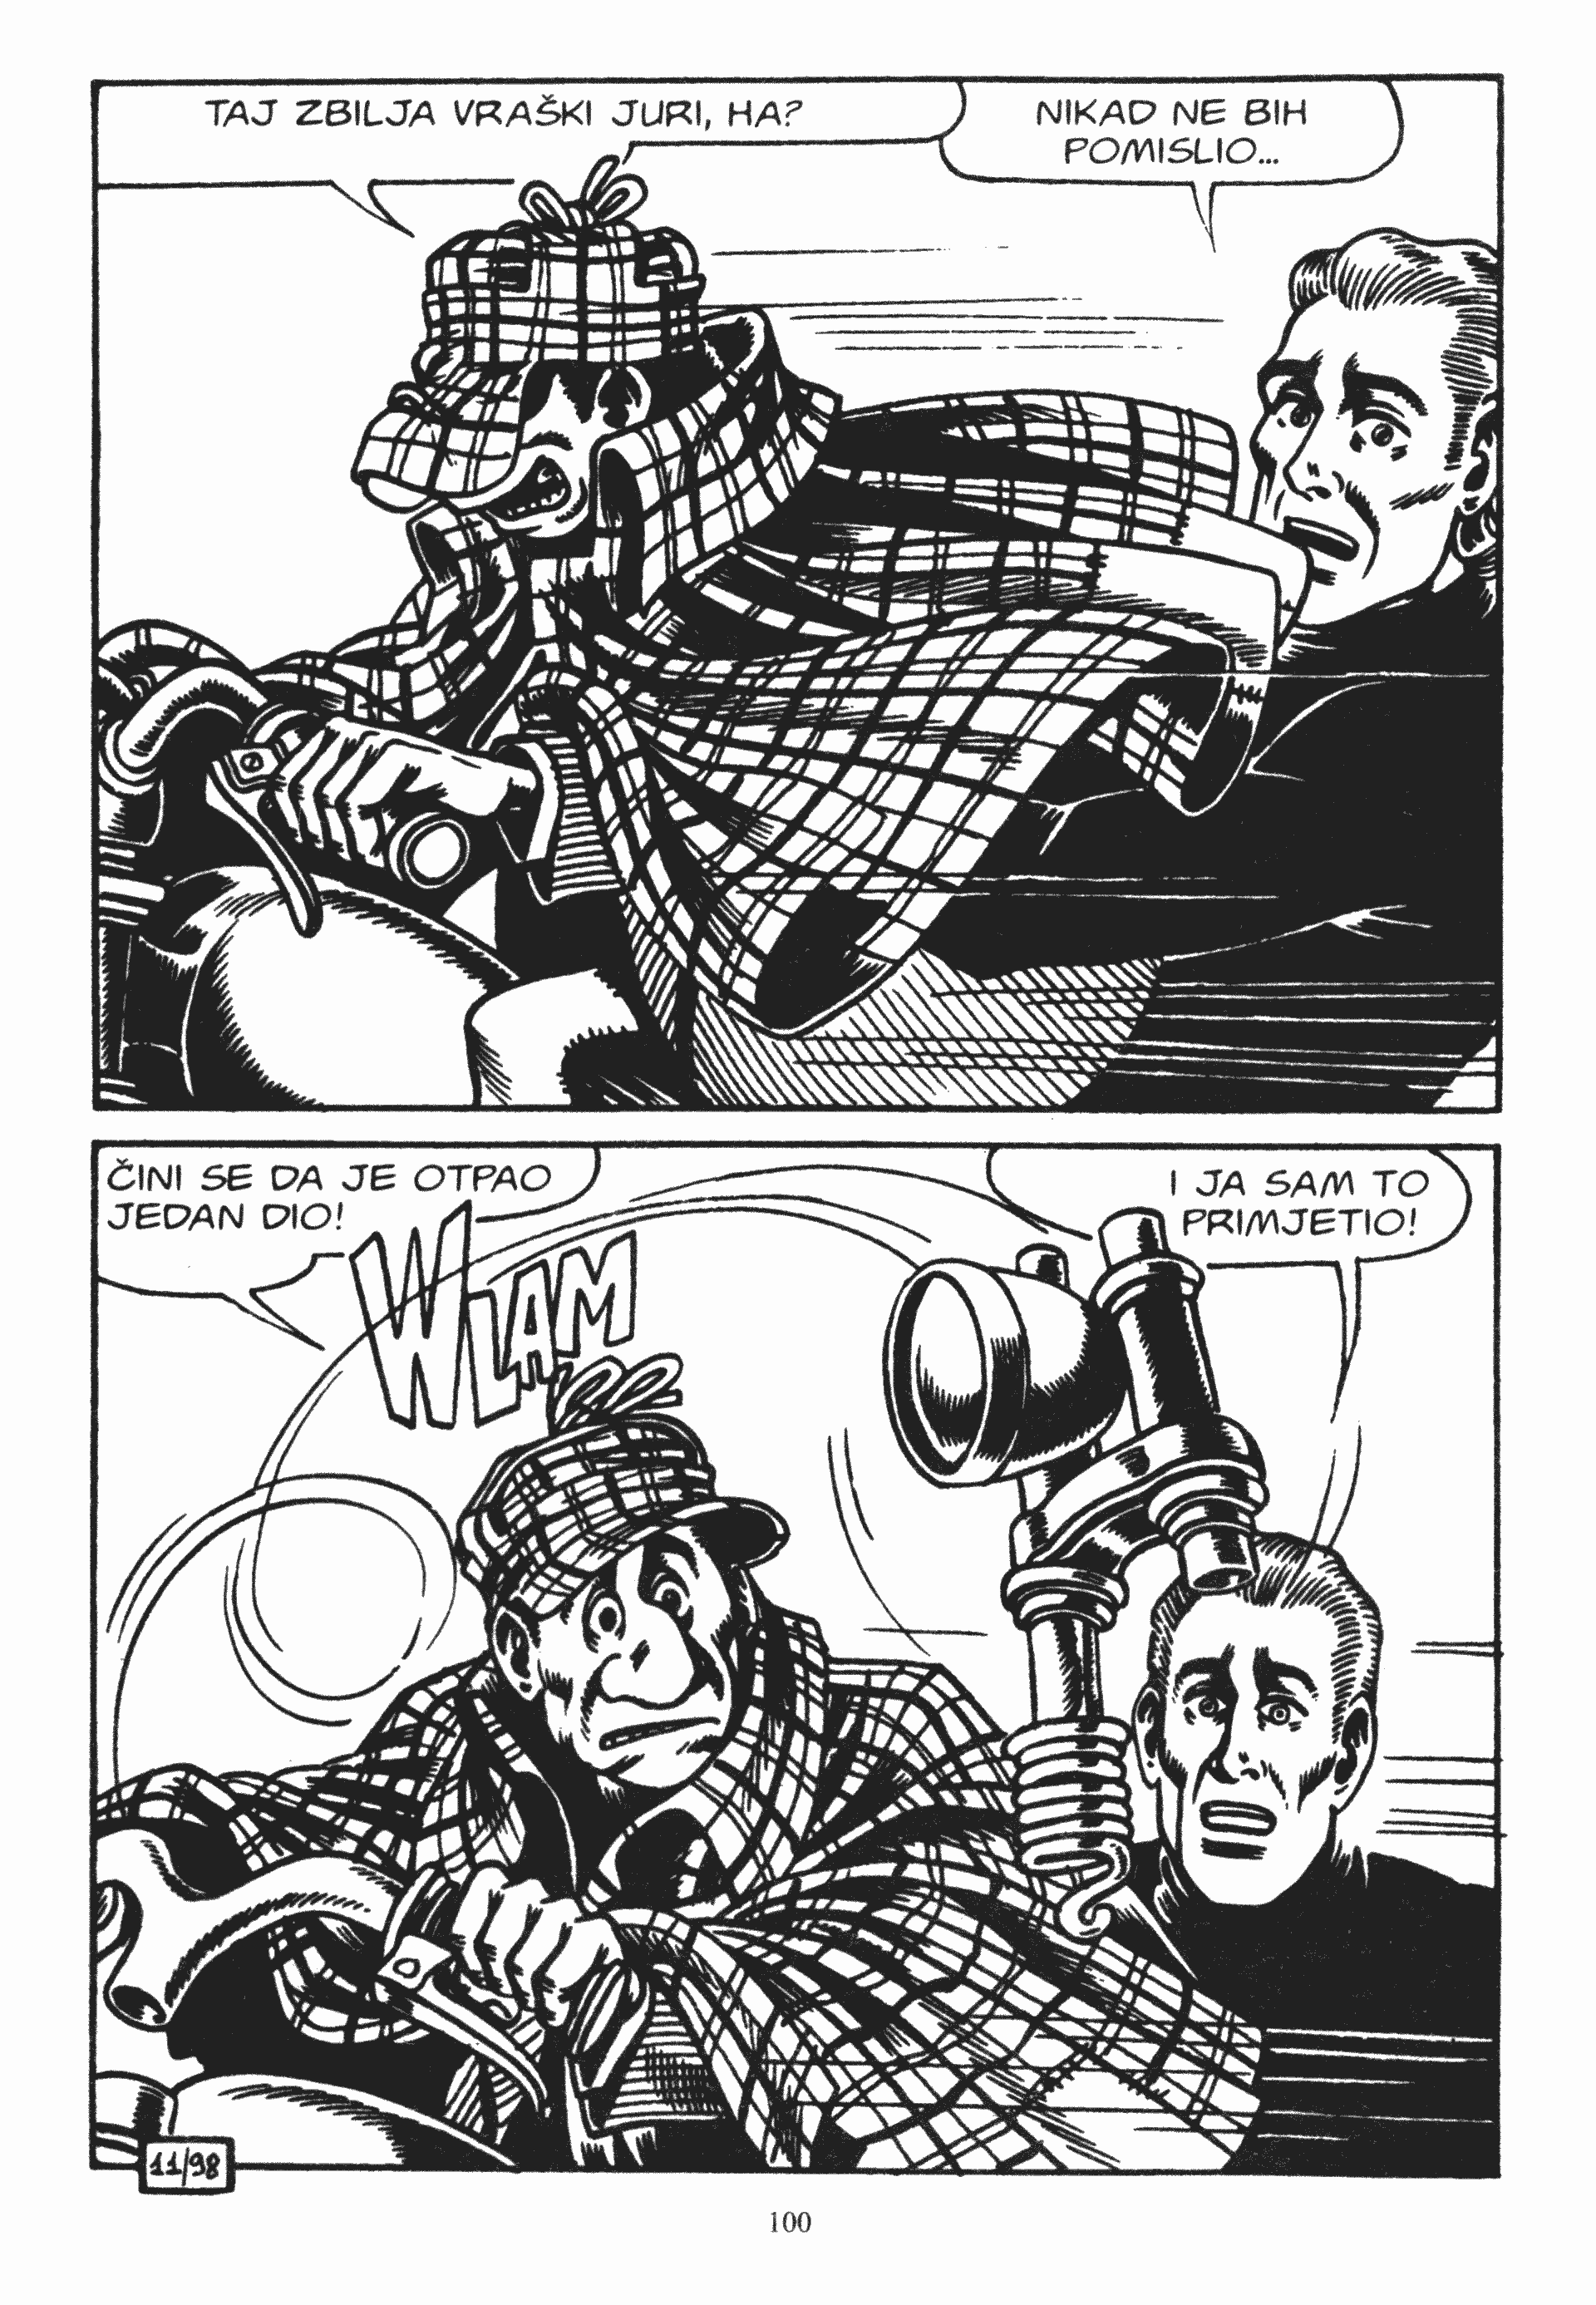 TAJ ZBILJA VRAŠKI JURI, HA?
NIKAD NE BIH
POMISLIO...
ČINI SE DA JE OTPAO
JEDAN DIO!
WLAM
I JA SAM TO
PRIMJETIO!
11/98
100